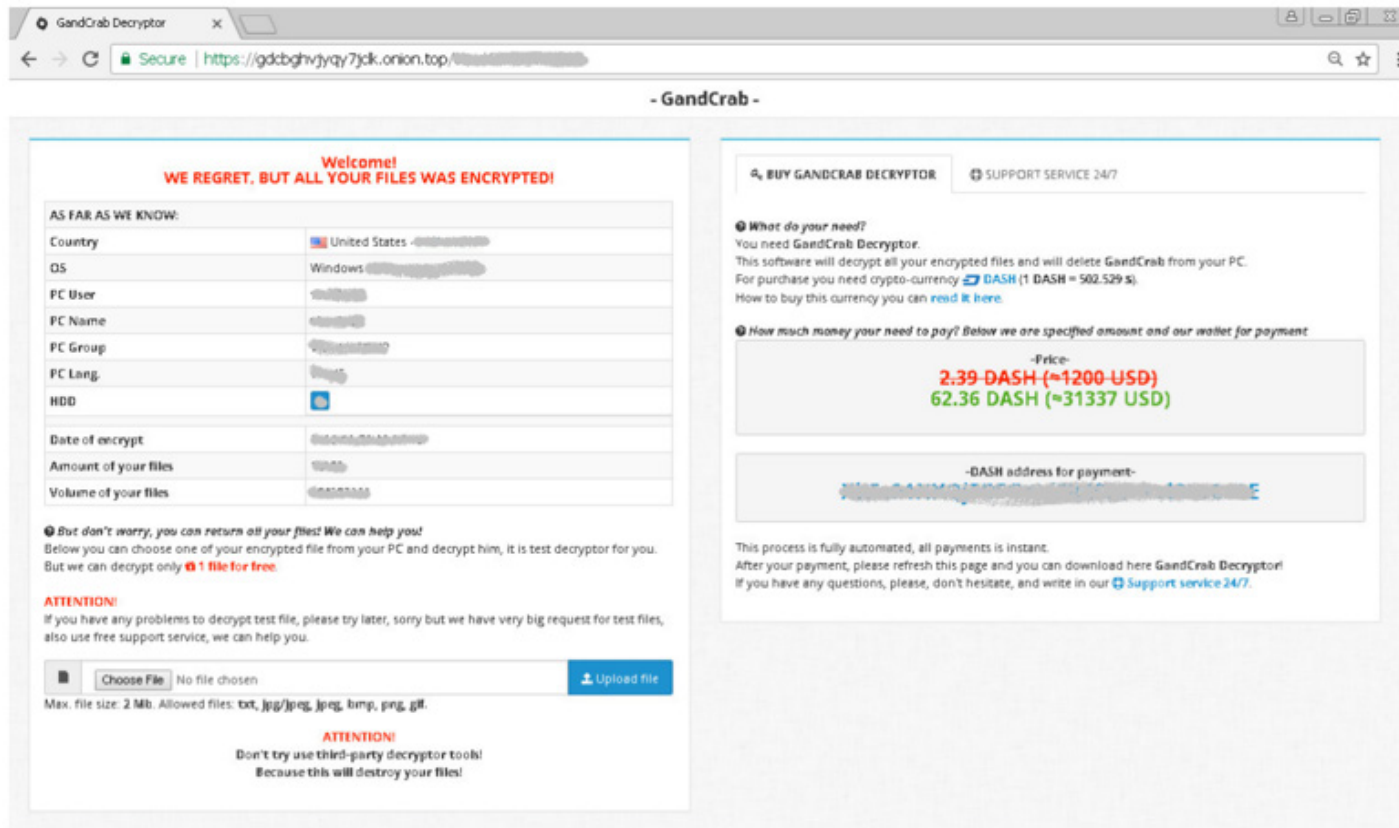 GandCrab Decryptor
Secure | https://gdcbghvjyqy7jclk.onion.top/
- GandCrab -
Welcome!
WE REGRET, BUT ALL YOUR FILES WAS ENCRYPTED!
AS FAR AS WE KNOW:
Country United States -
OS Windows
PC User
PC Name
PC Group
PC Lang.
HDD
Date of encrypt
Amount of your files
Volume of your files
But don't worry, you can return all your files! We can help you!
Below you can choose one of your encrypted file from your PC and decrypt him, it is test decryptor for you.
But we can decrypt only 1 file for free.
ATTENTION!
If you have any problems to decrypt test file, please try later, sorry but we have very big request for test files,
also use free support service, we can help you.
Choose File No file chosen
Upload file
Max. file size: 2 Mb. Allowed files: txt, jpg/jpeg, jpeg, bmp, png, gif.
ATTENTION!
Don't try use third-party decryptor tools!
Because this will destroy your files!
BUY GANDCRAB DECRYPTOR
SUPPORT SERVICE 24/7
What do your need?
You need GandCrab Decryptor.
This software will decrypt all your encrypted files and will delete GandCrab from your PC.
For purchase you need crypto-currency DASH (1 DASH = 502.529 $).
How to buy this currency you can read it here.
How much money your need to pay? Below we are specified amount and our wallet for payment
-Price-
2.39 DASH (≈1200 USD)
62.36 DASH (≈31337 USD)
-DASH address for payment-
This process is fully automated, all payments is instant.
After your payment, please refresh this page and you can download here GandCrab Decryptor!
If you have any questions, please, don't hesitate, and write in our Support service 24/7.